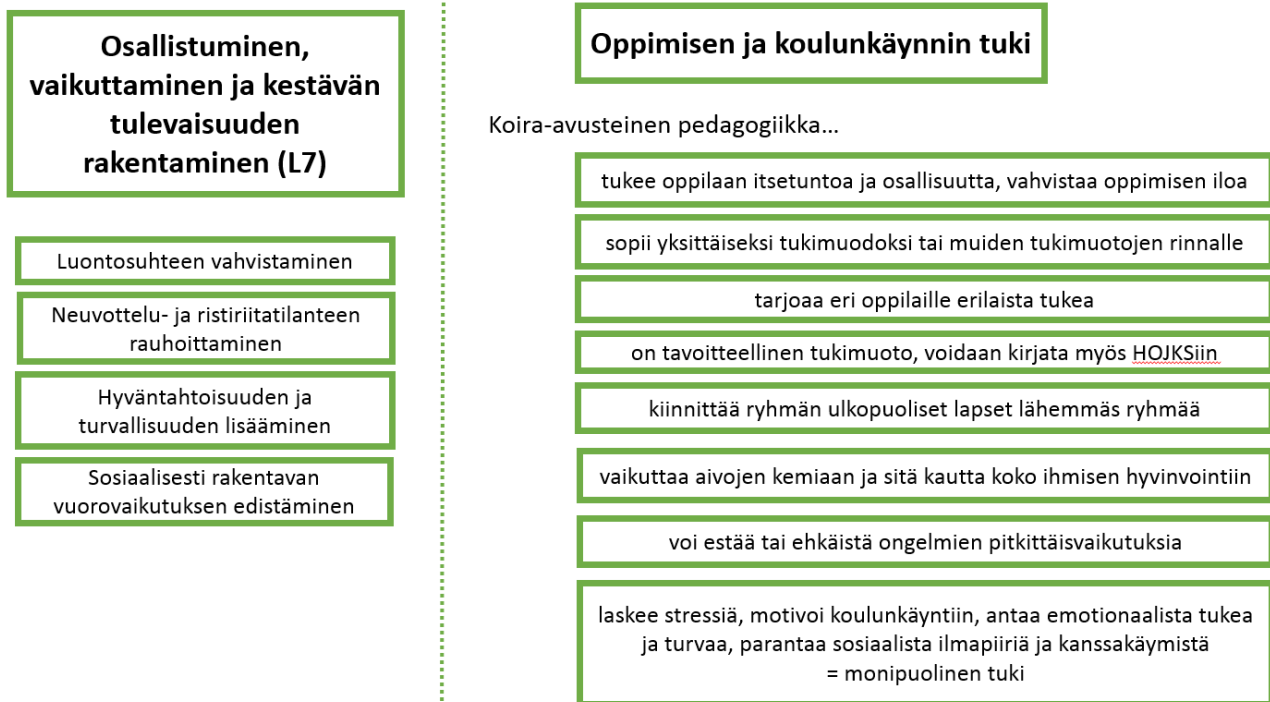 Osallistuminen,
vaikuttaminen ja kestävän
tulevaisuuden
rakentaminen (L7)
Luontosuhteen vahvistaminen
Neuvottelu- ja ristiriitatilanteen
rauhoittaminen
Hyväntahtoisuuden ja
turvallisuuden lisääminen
Sosiaalisesti rakentavan
vuorovaikutuksen edistäminen
Oppimisen ja koulunkäynnin tuki
Koira-avusteinen pedagogiikka…
tukee oppilaan itsetuntoa ja osallisuutta, vahvistaa oppimisen iloa
sopii yksittäiseksi tukimuodoksi tai muiden tukimuotojen rinnalle
tarjoaa eri oppilaille erilaista tukea
on tavoitteellinen tukimuoto, voidaan kirjata myös HOJKSiin
kiinnittää ryhmän ulkopuoliset lapset lähemmäs ryhmää
vaikuttaa aivojen kemiaan ja sitä kautta koko ihmisen hyvinvointiin
voi estää tai ehkäistä ongelmien pitkittäisvaikutuksia
laskee stressiä, motivoi koulunkäyntiin, antaa emotionaalista tukea
ja turvaa, parantaa sosiaalista ilmapiiriä ja kanssakäymistä
= monipuolinen tuki